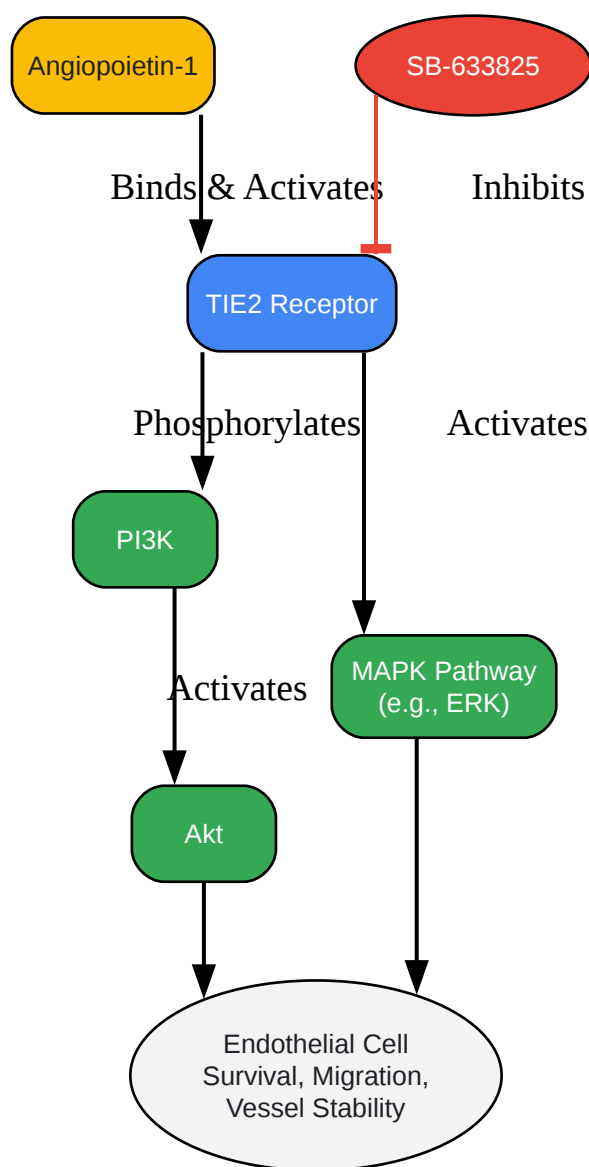 Angiopoietin-1
SB-633825
Binds & Activates
Inhibits
TIE2 Receptor
Phosphorylates
Activates
PI3K
MAPK Pathway
(e.g., ERK)
Activates
Akt
Endothelial Cell
Survival, Migration,
Vessel Stability